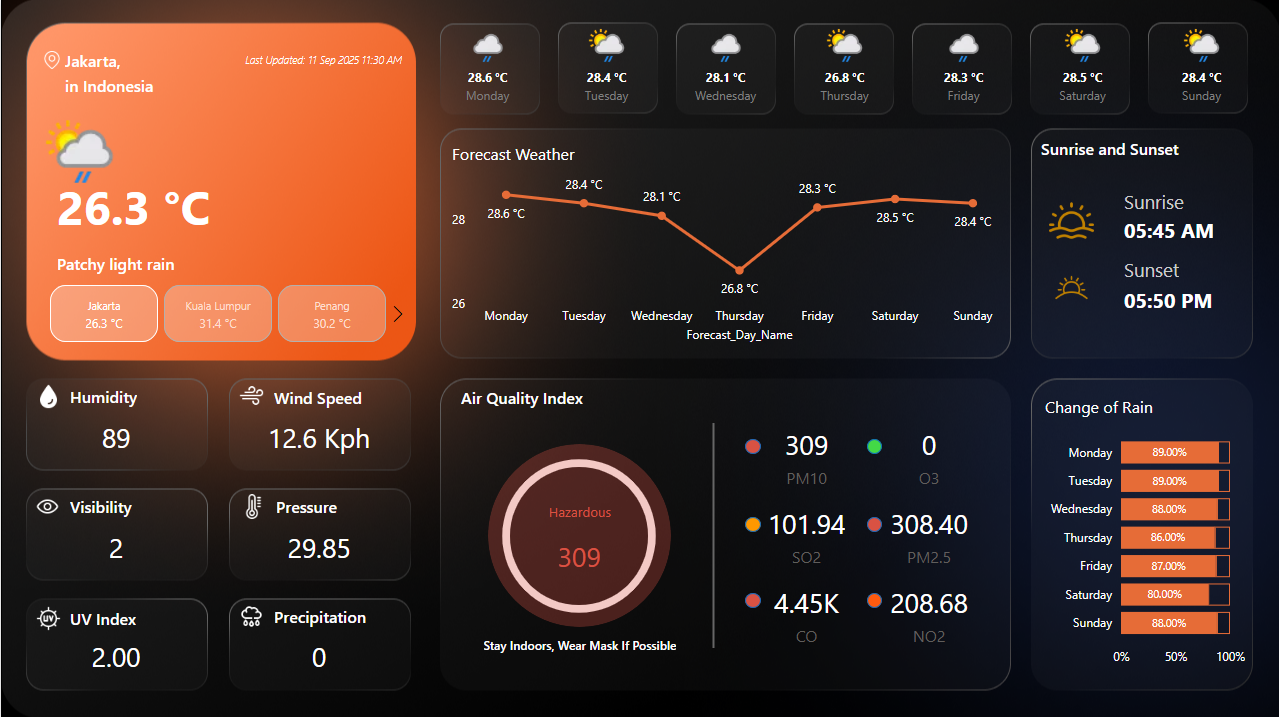 Jakarta,
in Indonesia
Last Updated: 11 Sep 2025 11:30 AM
26.3 °C
Patchy light rain
Jakarta
26.3 °C
Kuala Lumpur
31.4 °C
Penang
30.2 °C
28.6 °C
Monday
28.4 °C
Tuesday
28.1 °C
Wednesday
26.8 °C
Thursday
28.3 °C
Friday
28.5 °C
Saturday
28.4 °C
Sunday
Forecast Weather
28
26
28.6 °C
28.4 °C
28.1 °C
26.8 °C
28.3 °C
28.5 °C
28.4 °C
Monday Tuesday Wednesday Thursday Friday Saturday Sunday
Forecast_Day_Name
Sunrise and Sunset
Sunrise
05:45 AM
Sunset
05:50 PM
Humidity
89
Wind Speed
12.6 Kph
Visibility
2
Pressure
29.85
UV
UV Index
2.00
Precipitation
0
Air Quality Index
Hazardous
309
Stay Indoors, Wear Mask If Possible
309
PM10
0
O3
101.94
SO2
308.40
PM2.5
4.45K
CO
208.68
NO2
Change of Rain
Monday 89.00%
Tuesday 89.00%
Wednesday 88.00%
Thursday 86.00%
Friday 87.00%
Saturday 80.00%
Sunday 88.00%
0% 50% 100%